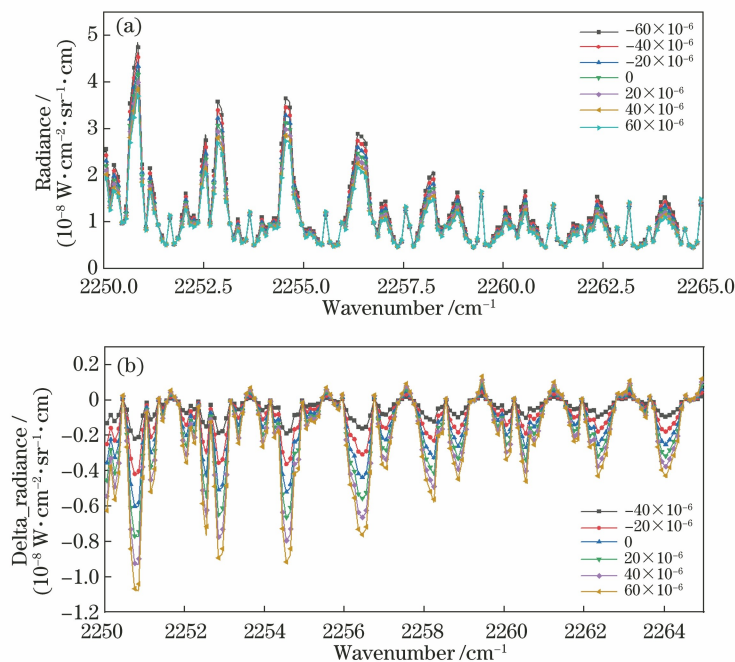 (a)
5
4
3
2
1
0
Radiance /
(10⁻⁸ W·cm⁻²·sr⁻¹·cm)
−60×10⁻⁶
−40×10⁻⁶
−20×10⁻⁶
0
20×10⁻⁶
40×10⁻⁶
60×10⁻⁶
2250.0 2252.5 2255.0 2257.5 2260.0 2262.5 2265.0
Wavenumber /cm⁻¹
(b)
0.2
0
−0.2
−0.4
−0.6
−0.8
−1.0
−1.2
Delta_radiance /
(10⁻⁸ W·cm⁻²·sr⁻¹·cm)
−40×10⁻⁶
−20×10⁻⁶
0
20×10⁻⁶
40×10⁻⁶
60×10⁻⁶
2250 2252 2254 2256 2258 2260 2262 2264
Wavenumber /cm⁻¹